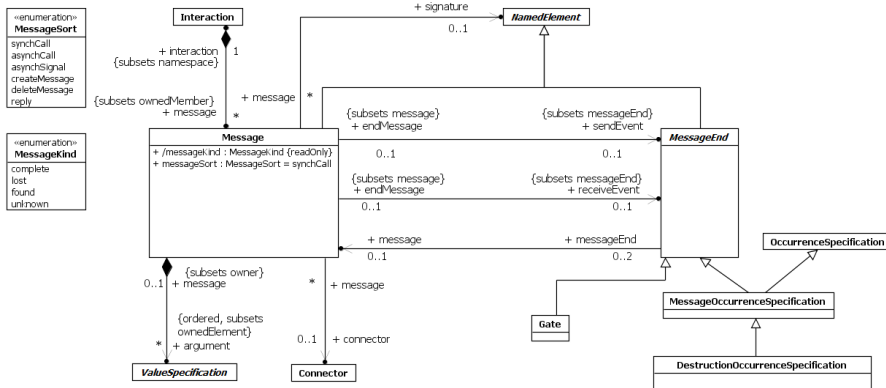 «enumeration»
MessageSort
synchCall
asynchCall
asynchSignal
createMessage
deleteMessage
reply
«enumeration»
MessageKind
complete
lost
found
unknown
Interaction
+ interaction
1
{subsets namespace}
{subsets ownedMember}
+ message
*
+ signature
0..1
NamedElement
+ message
*
Message
+ /messageKind : MessageKind {readOnly}
+ messageSort : MessageSort = synchCall
{subsets message}
+ endMessage
0..1
{subsets messageEnd}
+ sendEvent
0..1
{subsets message}
+ endMessage
0..1
{subsets messageEnd}
+ receiveEvent
0..1
+ message
0..1
+ messageEnd
0..2
MessageEnd
OccurrenceSpecification
MessageOccurrenceSpecification
Gate
DestructionOccurrenceSpecification
{subsets owner}
0..1
+ message
{ordered, subsets
ownedElement}
*
+ argument
ValueSpecification
*
+ message
0..1
+ connector
Connector